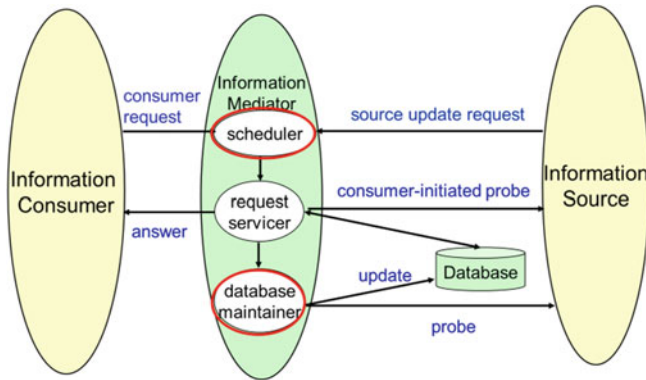 Information
Mediator
consumer
request
source update request
scheduler
Information
Consumer
request
servicer
consumer-initiated probe
Information
Source
answer
update
Database
database
maintainer
probe